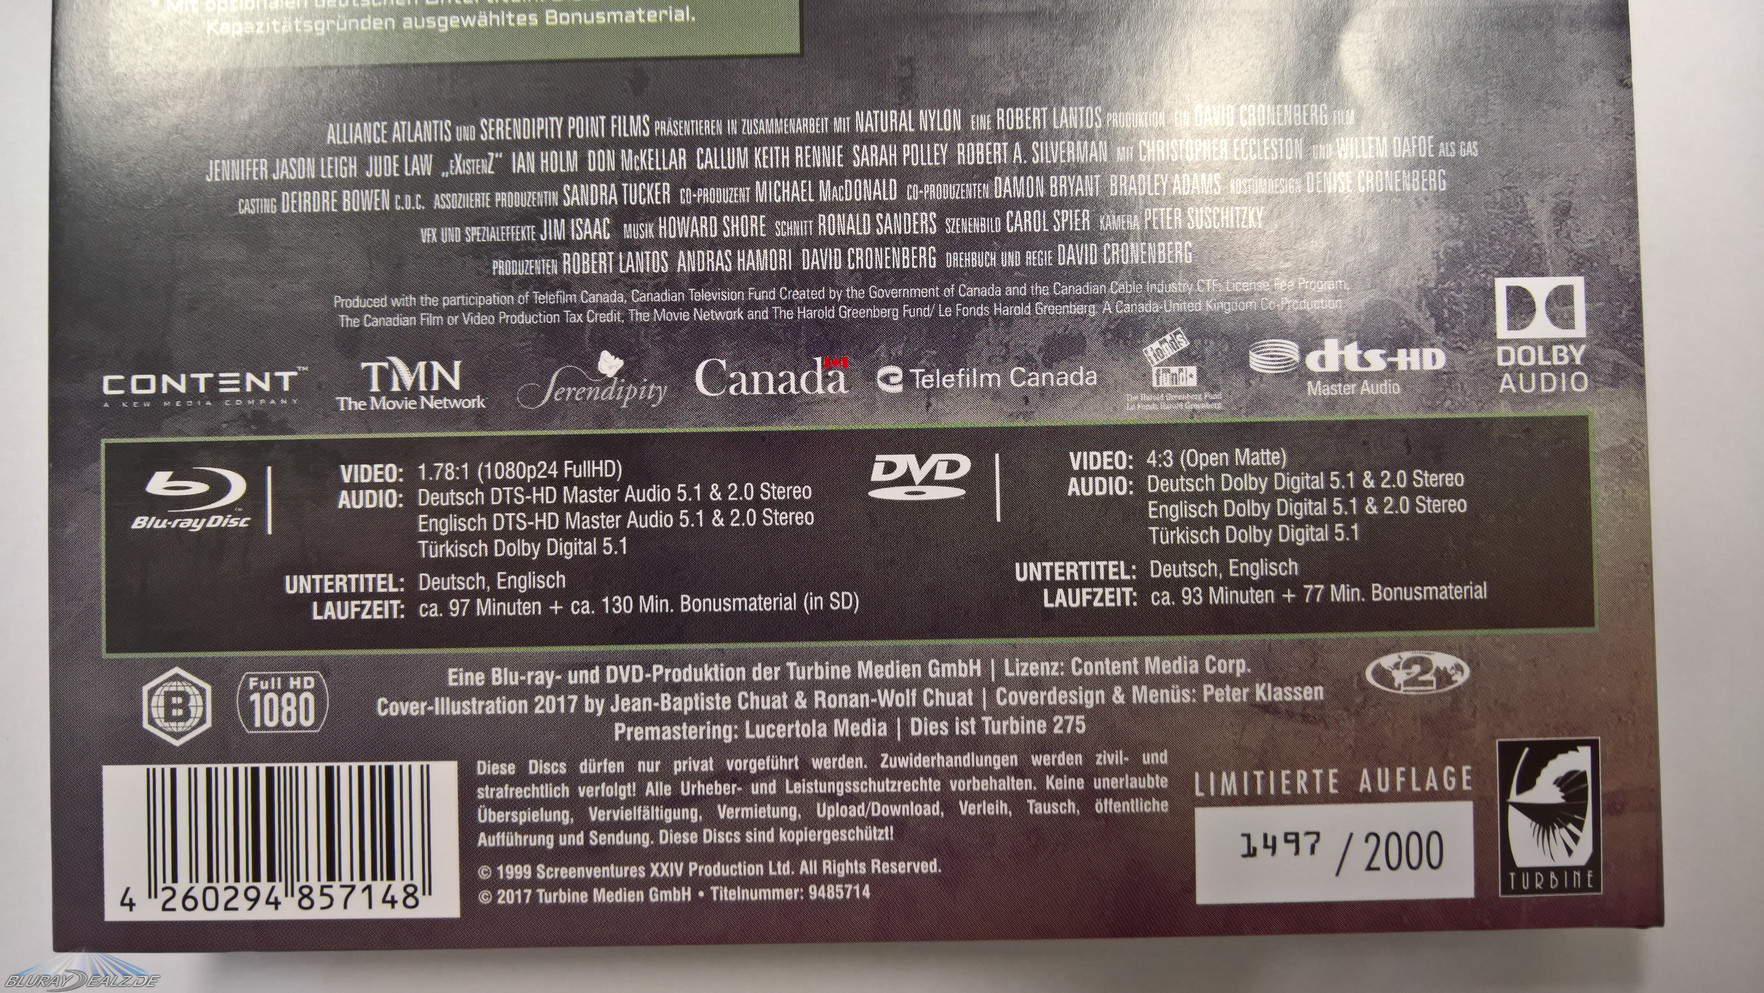 * Mit optionalen deutschen Untertiteln.
Kapazitätsgründen ausgewähltes Bonusmaterial.
ALLIANCE ATLANTIS UND SERENDIPITY POINT FILMS PRÄSENTIEREN IN ZUSAMMENARBEIT MIT NATURAL NYLON EINE ROBERT LANTOS PRODUKTION EIN DAVID CRONENBERG FILM
JENNIFER JASON LEIGH JUDE LAW „eXistenZ" IAN HOLM DON McKELLAR CALLUM KEITH RENNIE SARAH POLLEY ROBERT A. SILVERMAN MIT CHRISTOPHER ECCLESTON UND WILLEM DAFOE ALS GAS
CASTING DEIRDRE BOWEN C.D.C. ASSOZIIERTE PRODUZENTIN SANDRA TUCKER CO-PRODUZENT MICHAEL MacDONALD CO-PRODUZENTEN DAMON BRYANT BRADLEY ADAMS KOSTÜMDESIGN DENISE CRONENBERG
VFX UND SPEZIALEFFEKTE JIM ISAAC MUSIK HOWARD SHORE SCHNITT RONALD SANDERS SZENENBILD CAROL SPIER KAMERA PETER SUSCHITZKY
PRODUZENTEN ROBERT LANTOS ANDRAS HAMORI DAVID CRONENBERG DREHBUCH UND REGIE DAVID CRONENBERG
Produced with the participation of Telefilm Canada, Canadian Television Fund Created by the Government of Canada and the Canadian Cable Industry CTF: License Fee Program.
The Canadian Film or Video Production Tax Credit, The Movie Network and The Harold Greenberg Fund/ Le Fonds Harold Greenberg. A Canada-United Kingdom Co-Production
CONTENT™
A KEW MEDIA COMPANY
TMN
The Movie Network
Serendipity
Canada
Telefilm Canada
fonds
fund
The Harold Greenberg Fund
Le Fonds Harold Greenberg
dts-HD
Master Audio
DOLBY
AUDIO
Blu-ray Disc
VIDEO: 1.78:1 (1080p24 FullHD)
AUDIO: Deutsch DTS-HD Master Audio 5.1 & 2.0 Stereo
Englisch DTS-HD Master Audio 5.1 & 2.0 Stereo
Türkisch Dolby Digital 5.1
UNTERTITEL: Deutsch, Englisch
LAUFZEIT: ca. 97 Minuten + ca. 130 Min. Bonusmaterial (in SD)
DVD
VIDEO: 4:3 (Open Matte)
AUDIO: Deutsch Dolby Digital 5.1 & 2.0 Stereo
Englisch Dolby Digital 5.1 & 2.0 Stereo
Türkisch Dolby Digital 5.1
UNTERTITEL: Deutsch, Englisch
LAUFZEIT: ca. 93 Minuten + 77 Min. Bonusmaterial
B
Full HD
1080
Eine Blu-ray- und DVD-Produktion der Turbine Medien GmbH | Lizenz: Content Media Corp.
Cover-Illustration 2017 by Jean-Baptiste Chuat & Ronan-Wolf Chuat | Coverdesign & Menüs: Peter Klassen
Premastering: Lucertola Media | Dies ist Turbine 275
2
Diese Discs dürfen nur privat vorgeführt werden. Zuwiderhandlungen werden zivil- und
strafrechtlich verfolgt! Alle Urheber- und Leistungsschutzrechte vorbehalten. Keine unerlaubte
Überspielung, Vervielfältigung, Vermietung, Upload/Download, Verleih, Tausch, öffentliche
Aufführung und Sendung. Diese Discs sind kopiergeschützt!
© 1999 Screenventures XXIV Production Ltd. All Rights Reserved.
© 2017 Turbine Medien GmbH • Titelnummer: 9485714
4 260294 857148
LIMITIERTE AUFLAGE
1497 / 2000
TURBINE
BLURAYDEALZ.DE